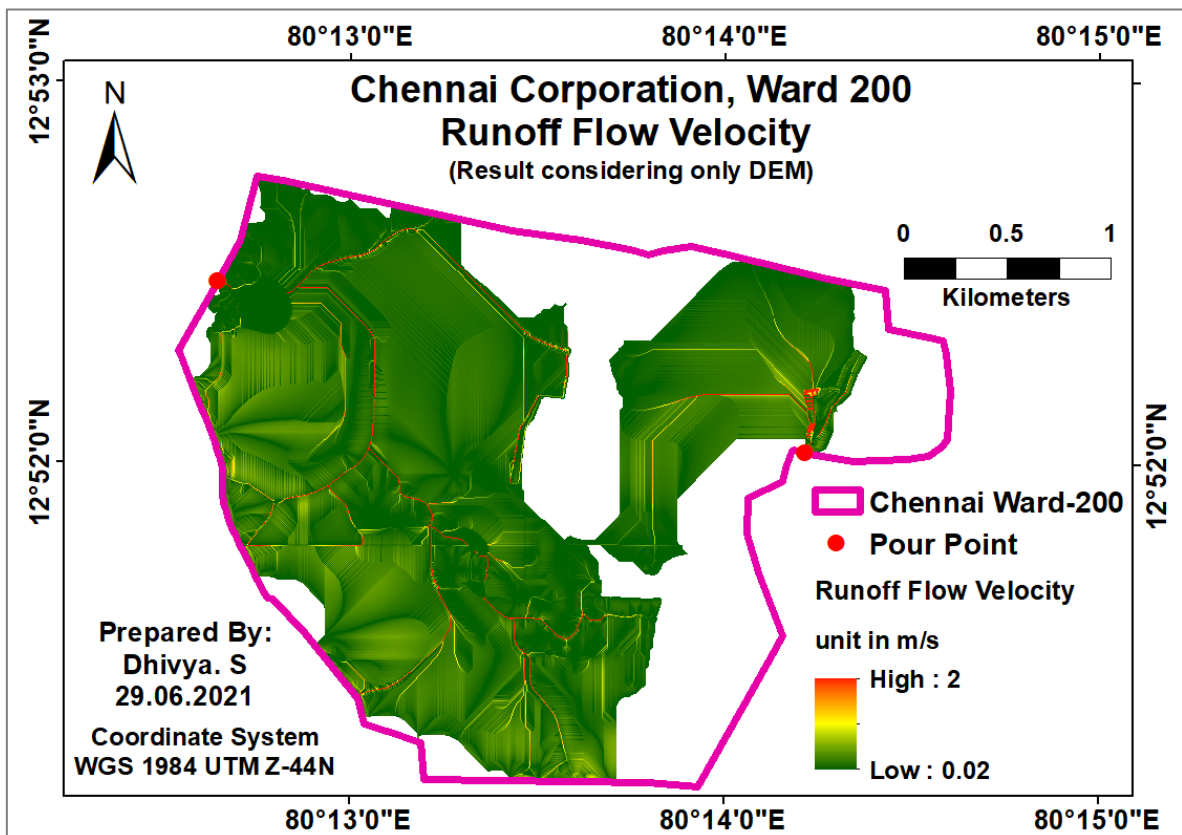 80°13'0"E 80°14'0"E 80°15'0"E
12°53'0"N
N
Chennai Corporation, Ward 200
Runoff Flow Velocity
(Result considering only DEM)
0 0.5 1
Kilometers
12°52'0"N
12°52'0"N
Chennai Ward-200
Pour Point
Runoff Flow Velocity
unit in m/s
High : 2
Low : 0.02
Prepared By:
Dhivya. S
29.06.2021
Coordinate System
WGS 1984 UTM Z-44N
80°13'0"E 80°14'0"E 80°15'0"E